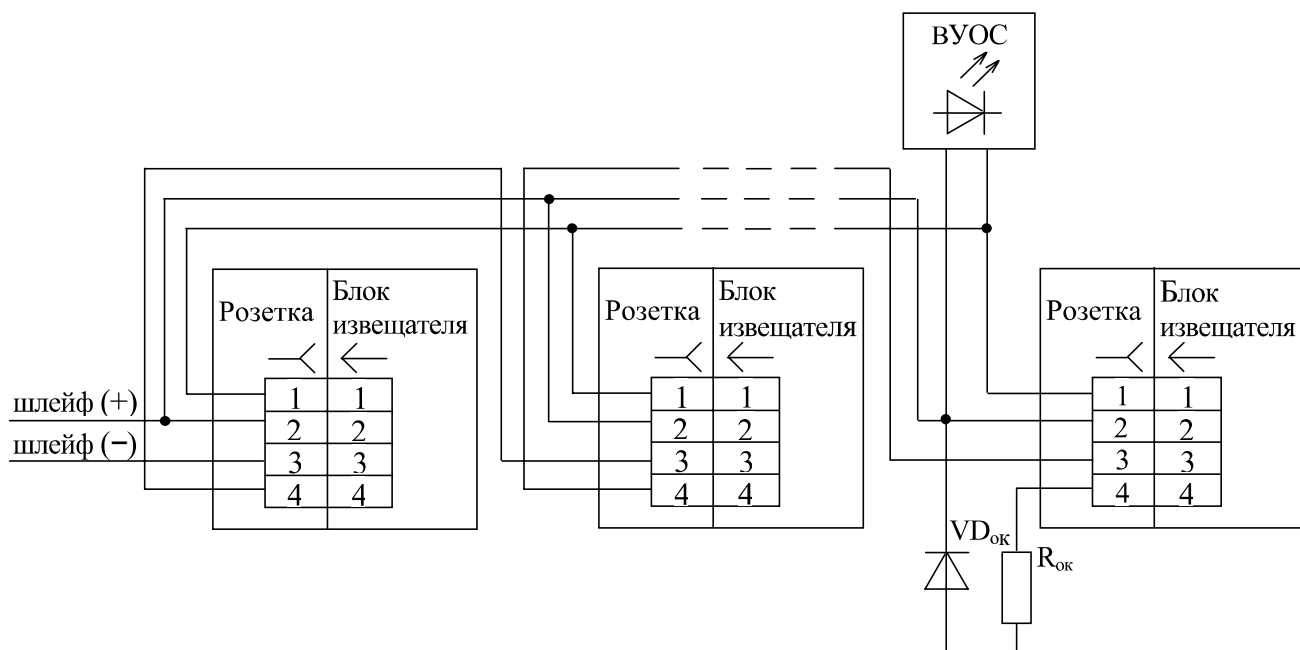 ВУОС
Розетка
Блок
извещателя
1 1
2 2
3 3
4 4
Розетка
Блок
извещателя
1 1
2 2
3 3
4 4
Розетка
Блок
извещателя
1 1
2 2
3 3
4 4
шлейф (+)
шлейф (−)
VDок
Rок